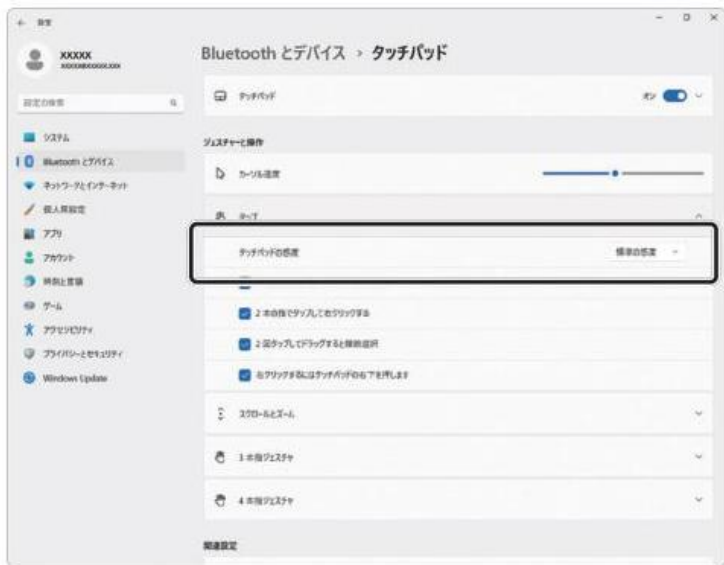 設定
XXXXX
XXXXX@XXXXX.XXX
設定の検索
システム
Bluetooth とデバイス
ネットワークとインターネット
個人用設定
アプリ
アカウント
時刻と言語
ゲーム
アクセシビリティ
プライバシーとセキュリティ
Windows Update
Bluetooth とデバイス > タッチパッド
タッチパッド
オン
ジェスチャーと操作
カーソル速度
タップ
タッチパッドの感度
標準の感度
2 本の指でタップして右クリックする
2 回タップしてドラッグすると複数選択
右クリックするにはタッチパッドの右下を押します
スクロールとズーム
3 本指ジェスチャ
4 本指ジェスチャ
関連設定